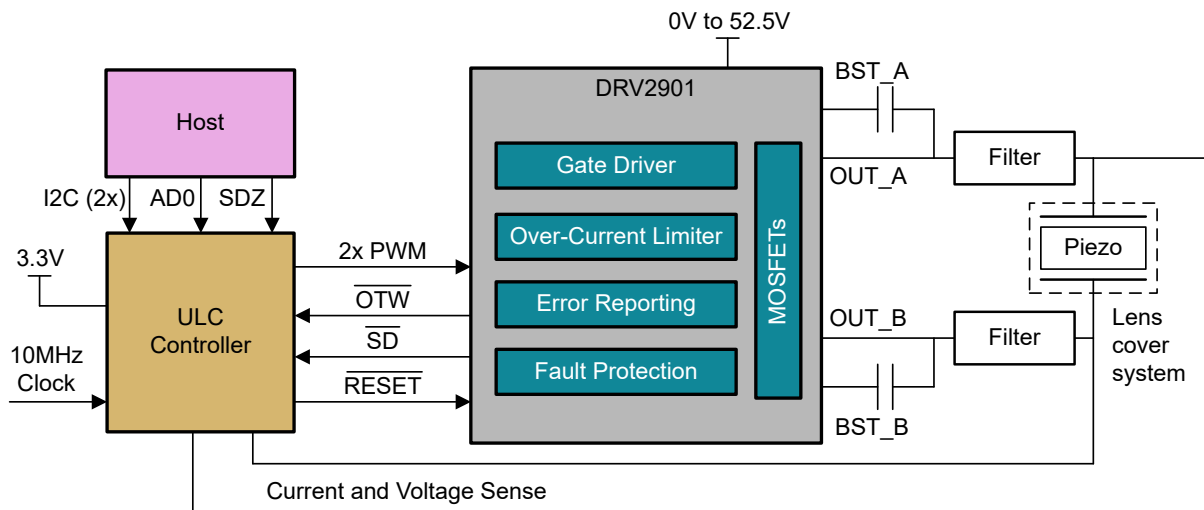 0V to 52.5V
Host
I2C (2x)
AD0
SDZ
3.3V
10MHz
Clock
ULC
Controller
2x PWM
OTW
SD
RESET
DRV2901
Gate Driver
Over-Current Limiter
Error Reporting
Fault Protection
MOSFETs
BST_A
OUT_A
Filter
Piezo
OUT_B
Filter
BST_B
Lens
cover
system
Current and Voltage Sense